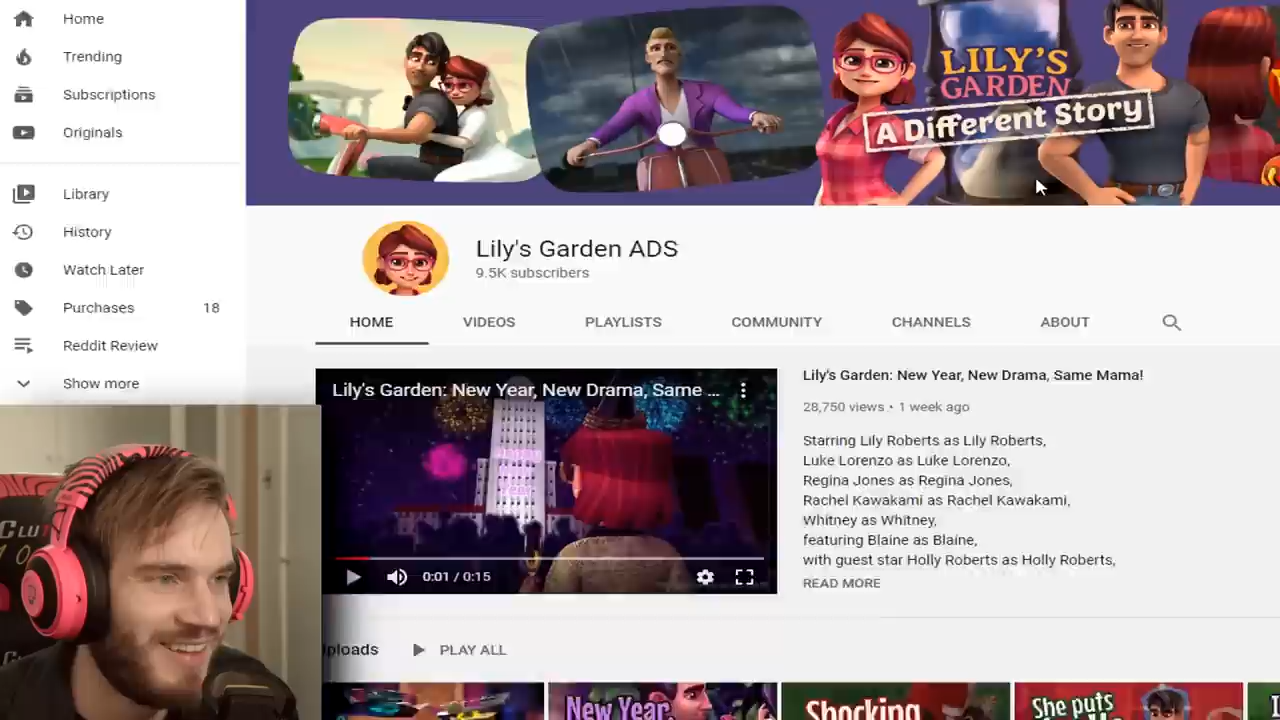 Home
Trending
Subscriptions
Originals
Library
History
Watch Later
Purchases 18
Reddit Review
Show more
LILY'S
GARDEN
A Different Story
Lily's Garden ADS
9.5K subscribers
HOME VIDEOS PLAYLISTS COMMUNITY CHANNELS ABOUT
Lily's Garden: New Year, New Drama, Same ...
0:01 / 0:15
Lily's Garden: New Year, New Drama, Same Mama!
28,750 views • 1 week ago
Starring Lily Roberts as Lily Roberts,
Luke Lorenzo as Luke Lorenzo,
Regina Jones as Regina Jones,
Rachel Kawakami as Rachel Kawakami,
Whitney as Whitney,
featuring Blaine as Blaine,
with guest star Holly Roberts as Holly Roberts,
READ MORE
ploads PLAY ALL
New Year,
Shocking
She puts